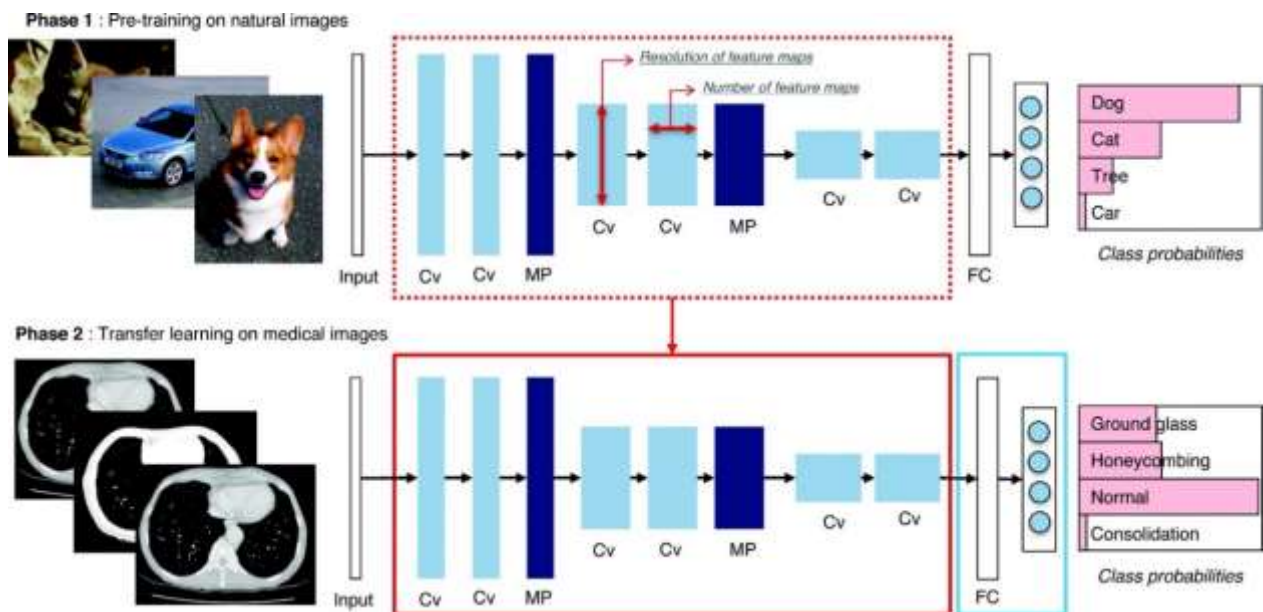 Phase 1 : Pre-training on natural images
Resolution of feature maps
Number of feature maps
Input
Cv
Cv
MP
Cv
Cv
MP
Cv
Cv
FC
Dog
Cat
Tree
Car
Class probabilities
Phase 2 : Transfer learning on medical images
Input
Cv
Cv
MP
Cv
Cv
MP
Cv
Cv
FC
Ground glass
Honeycombing
Normal
Consolidation
Class probabilities